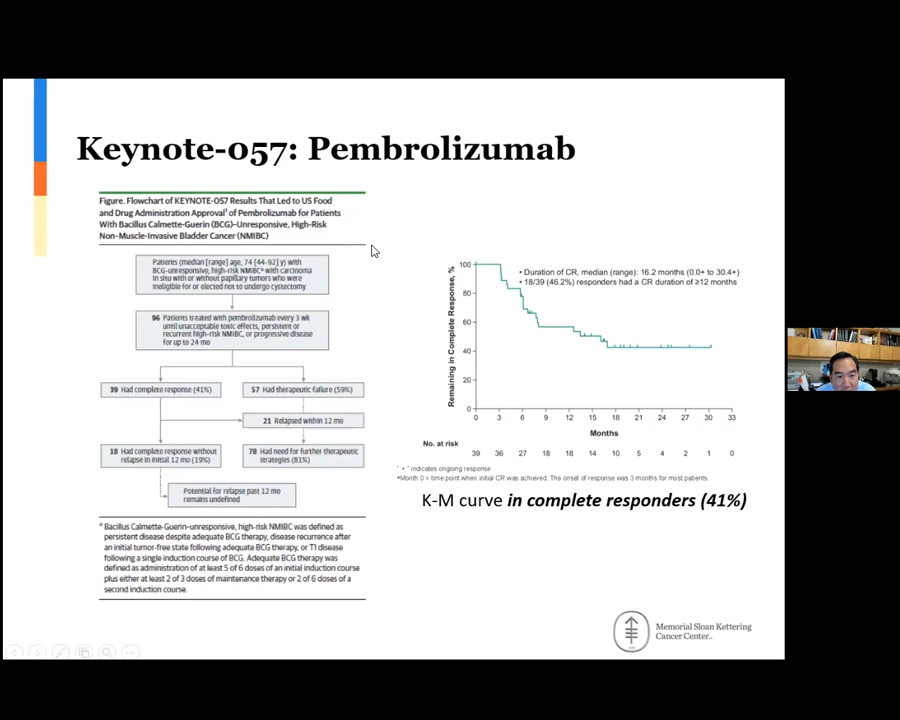 Keynote-057: Pembrolizumab
Figure. Flowchart of KEYNOTE-057 Results That Led to US Food
and Drug Administration Approval¹ of Pembrolizumab for Patients
With Bacillus Calmette-Guerin (BCG)-Unresponsive, High-Risk
Non-Muscle-Invasive Bladder Cancer (NMIBC)
Patients (median [range] age, 74 [44-92] y) with
BCG-unresponsive, high-risk NMIBCª with carcinoma
in situ with or without papillary tumors who were
ineligible for or elected not to undergo cystectomy
96 Patients treated with pembrolizumab every 3 wk
until unacceptable toxic effects, persistent or
recurrent high-risk NMIBC, or progressive disease
for up to 24 mo
39 Had complete response (41%)
57 Had therapeutic failure (59%)
21 Relapsed within 12 mo
18 Had complete response without
relapse in initial 12 mo (19%)
78 Had need for further therapeutic
strategies (81%)
Potential for relapse past 12 mo
remains undefined
ª Bacillus Calmette-Guerin-unresponsive, high-risk NMIBC was defined as
persistent disease despite adequate BCG therapy, disease recurrence after
an initial tumor-free state following adequate BCG therapy, or T1 disease
following a single induction course of BCG. Adequate BCG therapy was
defined as administration of at least 5 of 6 doses of an initial induction course
plus either at least 2 of 3 doses of maintenance therapy or 2 of 6 doses of a
second induction course.
• Duration of CR, median (range): 16.2 months (0.0+ to 30.4+)
• 18/39 (46.2%) responders had a CR duration of ≥12 months
Remaining in Complete Response, %
100
80
60
40
20
0
0 3 6 9 12 15 18 21 24 27 30 33
Months
No. at risk
39 36 27 18 18 14 10 5 4 2 1 0
' + ' indicates ongoing response
ªMonth 0 = time point when initial CR was achieved. The onset of response was 3 months for most patients
K-M curve in complete responders (41%)
Memorial Sloan Kettering
Cancer Center